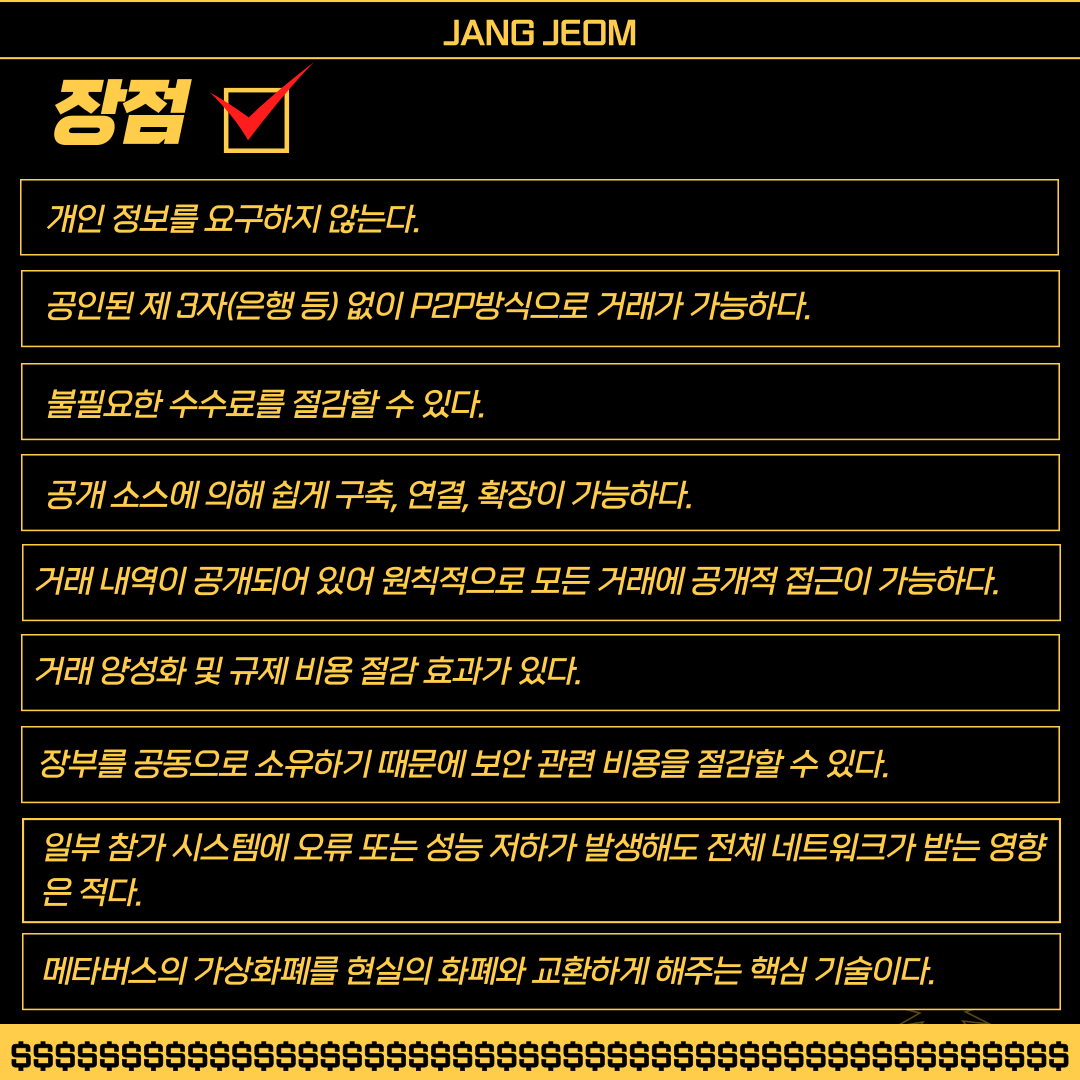 JANG JEOM
장점
개인 정보를 요구하지 않는다.
공인된 제 3자(은행 등) 없이 P2P방식으로 거래가 가능하다.
불필요한 수수료를 절감할 수 있다.
공개 소스에 의해 쉽게 구축, 연결, 확장이 가능하다.
거래 내역이 공개되어 있어 원칙적으로 모든 거래에 공개적 접근이 가능하다.
거래 양성화 및 규제 비용 절감 효과가 있다.
장부를 공동으로 소유하기 때문에 보안 관련 비용을 절감할 수 있다.
일부 참가 시스템에 오류 또는 성능 저하가 발생해도 전체 네트워크가 받는 영향
은 적다.
메타버스의 가상화폐를 현실의 화폐와 교환하게 해주는 핵심 기술이다.
$$$$$$$$$$$$$$$$$$$$$$$$$$$$$$$$$$$$$$$$$$$$$$$$